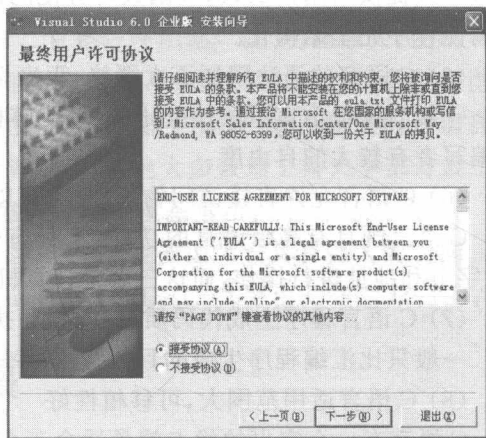 Visual Studio 6.0 企业版 安装向导
最终用户许可协议
请仔细阅读并理解所有 EULA 中描述的权利和约束。您将被询问是否
接受 EULA 的条款。本产品将不能安装在您的计算机上除非或直到您
接受 EULA 中的条款。您可以用本产品的 eula.txt 文件打印 EULA
的内容作为参考。通过接洽 Microsoft 在您国家的服务机构或写信
到：Microsoft Sales Information Center/One Microsoft Way
/Redmond, WA 98052-6399，您可以收到一份关于 EULA 的拷贝。
END-USER LICENSE AGREEMENT FOR MICROSOFT SOFTWARE
IMPORTANT-READ CAREFULLY: This Microsoft End-User License
Agreement (''EULA'') is a legal agreement between you
(either an individual or a single entity) and Microsoft
Corporation for the Microsoft software product(s)
accompanying this EULA, which include(s) computer software
and may include "online" or electronic documentation
请按 “PAGE DOWN” 键查看协议的其他内容
接受协议(A)
不接受协议(D)
< 上一页(B) 下一步(N) > 退出(X)